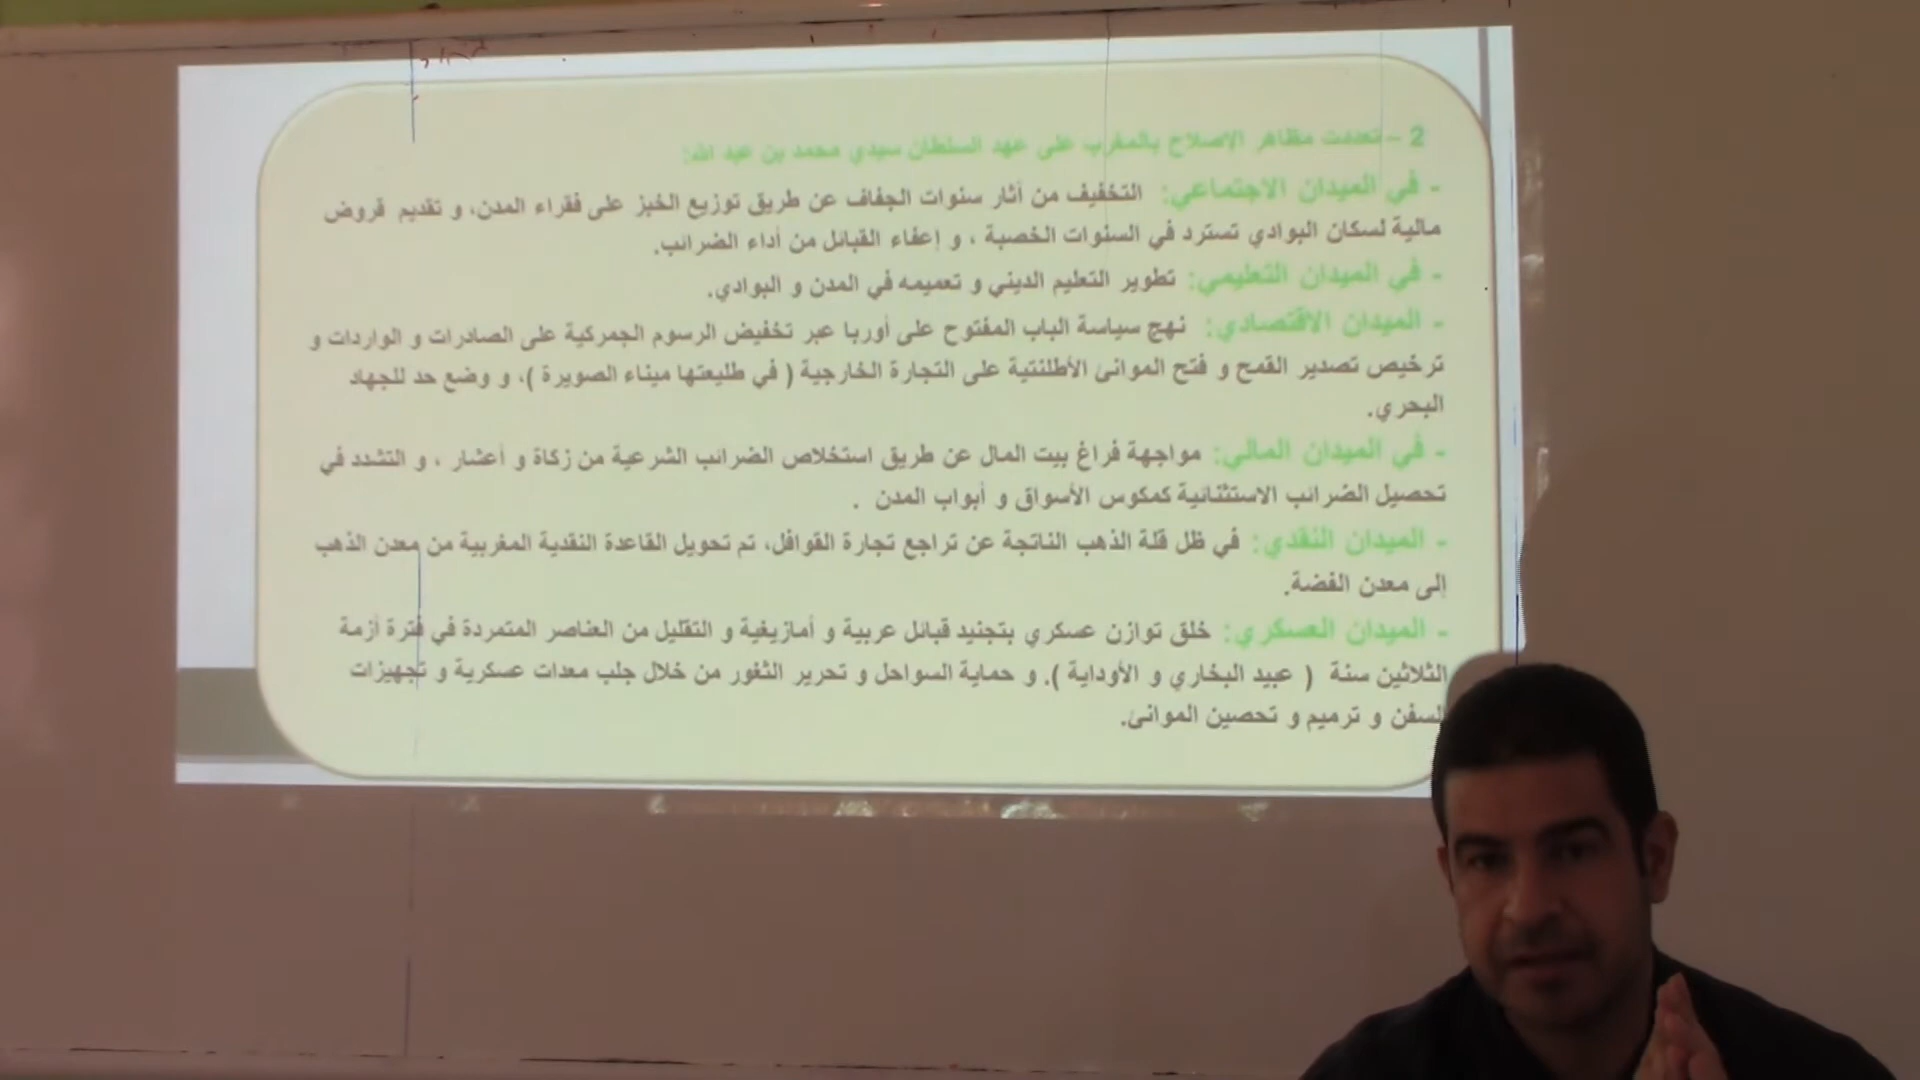 2 – تعددت مظاهر الإصلاح بالمغرب على عهد السلطان سيدي محمد بن عبد الله:
- في الميدان الاجتماعي: التخفيف من أثار سنوات الجفاف عن طريق توزيع الخبز على فقراء المدن، و تقديم قروض
مالية لسكان البوادي تسترد في السنوات الخصبة ، و إعفاء القبائل من أداء الضرائب.
- في الميدان التعليمي: تطوير التعليم الديني و تعميمه في المدن و البوادي.
- الميدان الاقتصادي: نهج سياسة الباب المفتوح على أوربا عبر تخفيض الرسوم الجمركية على الصادرات و الواردات و
ترخيص تصدير القمح و فتح الموانئ الأطلنتية على التجارة الخارجية ( في طليعتها ميناء الصويرة )، و وضع حد للجهاد
البحري.
- في الميدان المالي: مواجهة فراغ بيت المال عن طريق استخلاص الضرائب الشرعية من زكاة و أعشار ، و التشدد في
تحصيل الضرائب الاستثنائية كمكوس الأسواق و أبواب المدن .
- الميدان النقدي: في ظل قلة الذهب الناتجة عن تراجع تجارة القوافل، تم تحويل القاعدة النقدية المغربية من معدن الذهب
إلى معدن الفضة.
- الميدان العسكري: خلق توازن عسكري بتجنيد قبائل عربية و أمازيغية و التقليل من العناصر المتمردة في فترة أزمة
الثلاثين سنة ( عبيد البخاري و الأوداية ). و حماية السواحل و تحرير الثغور من خلال جلب معدات عسكرية و تجهيزات
السفن و ترميم و تحصين الموانئ.